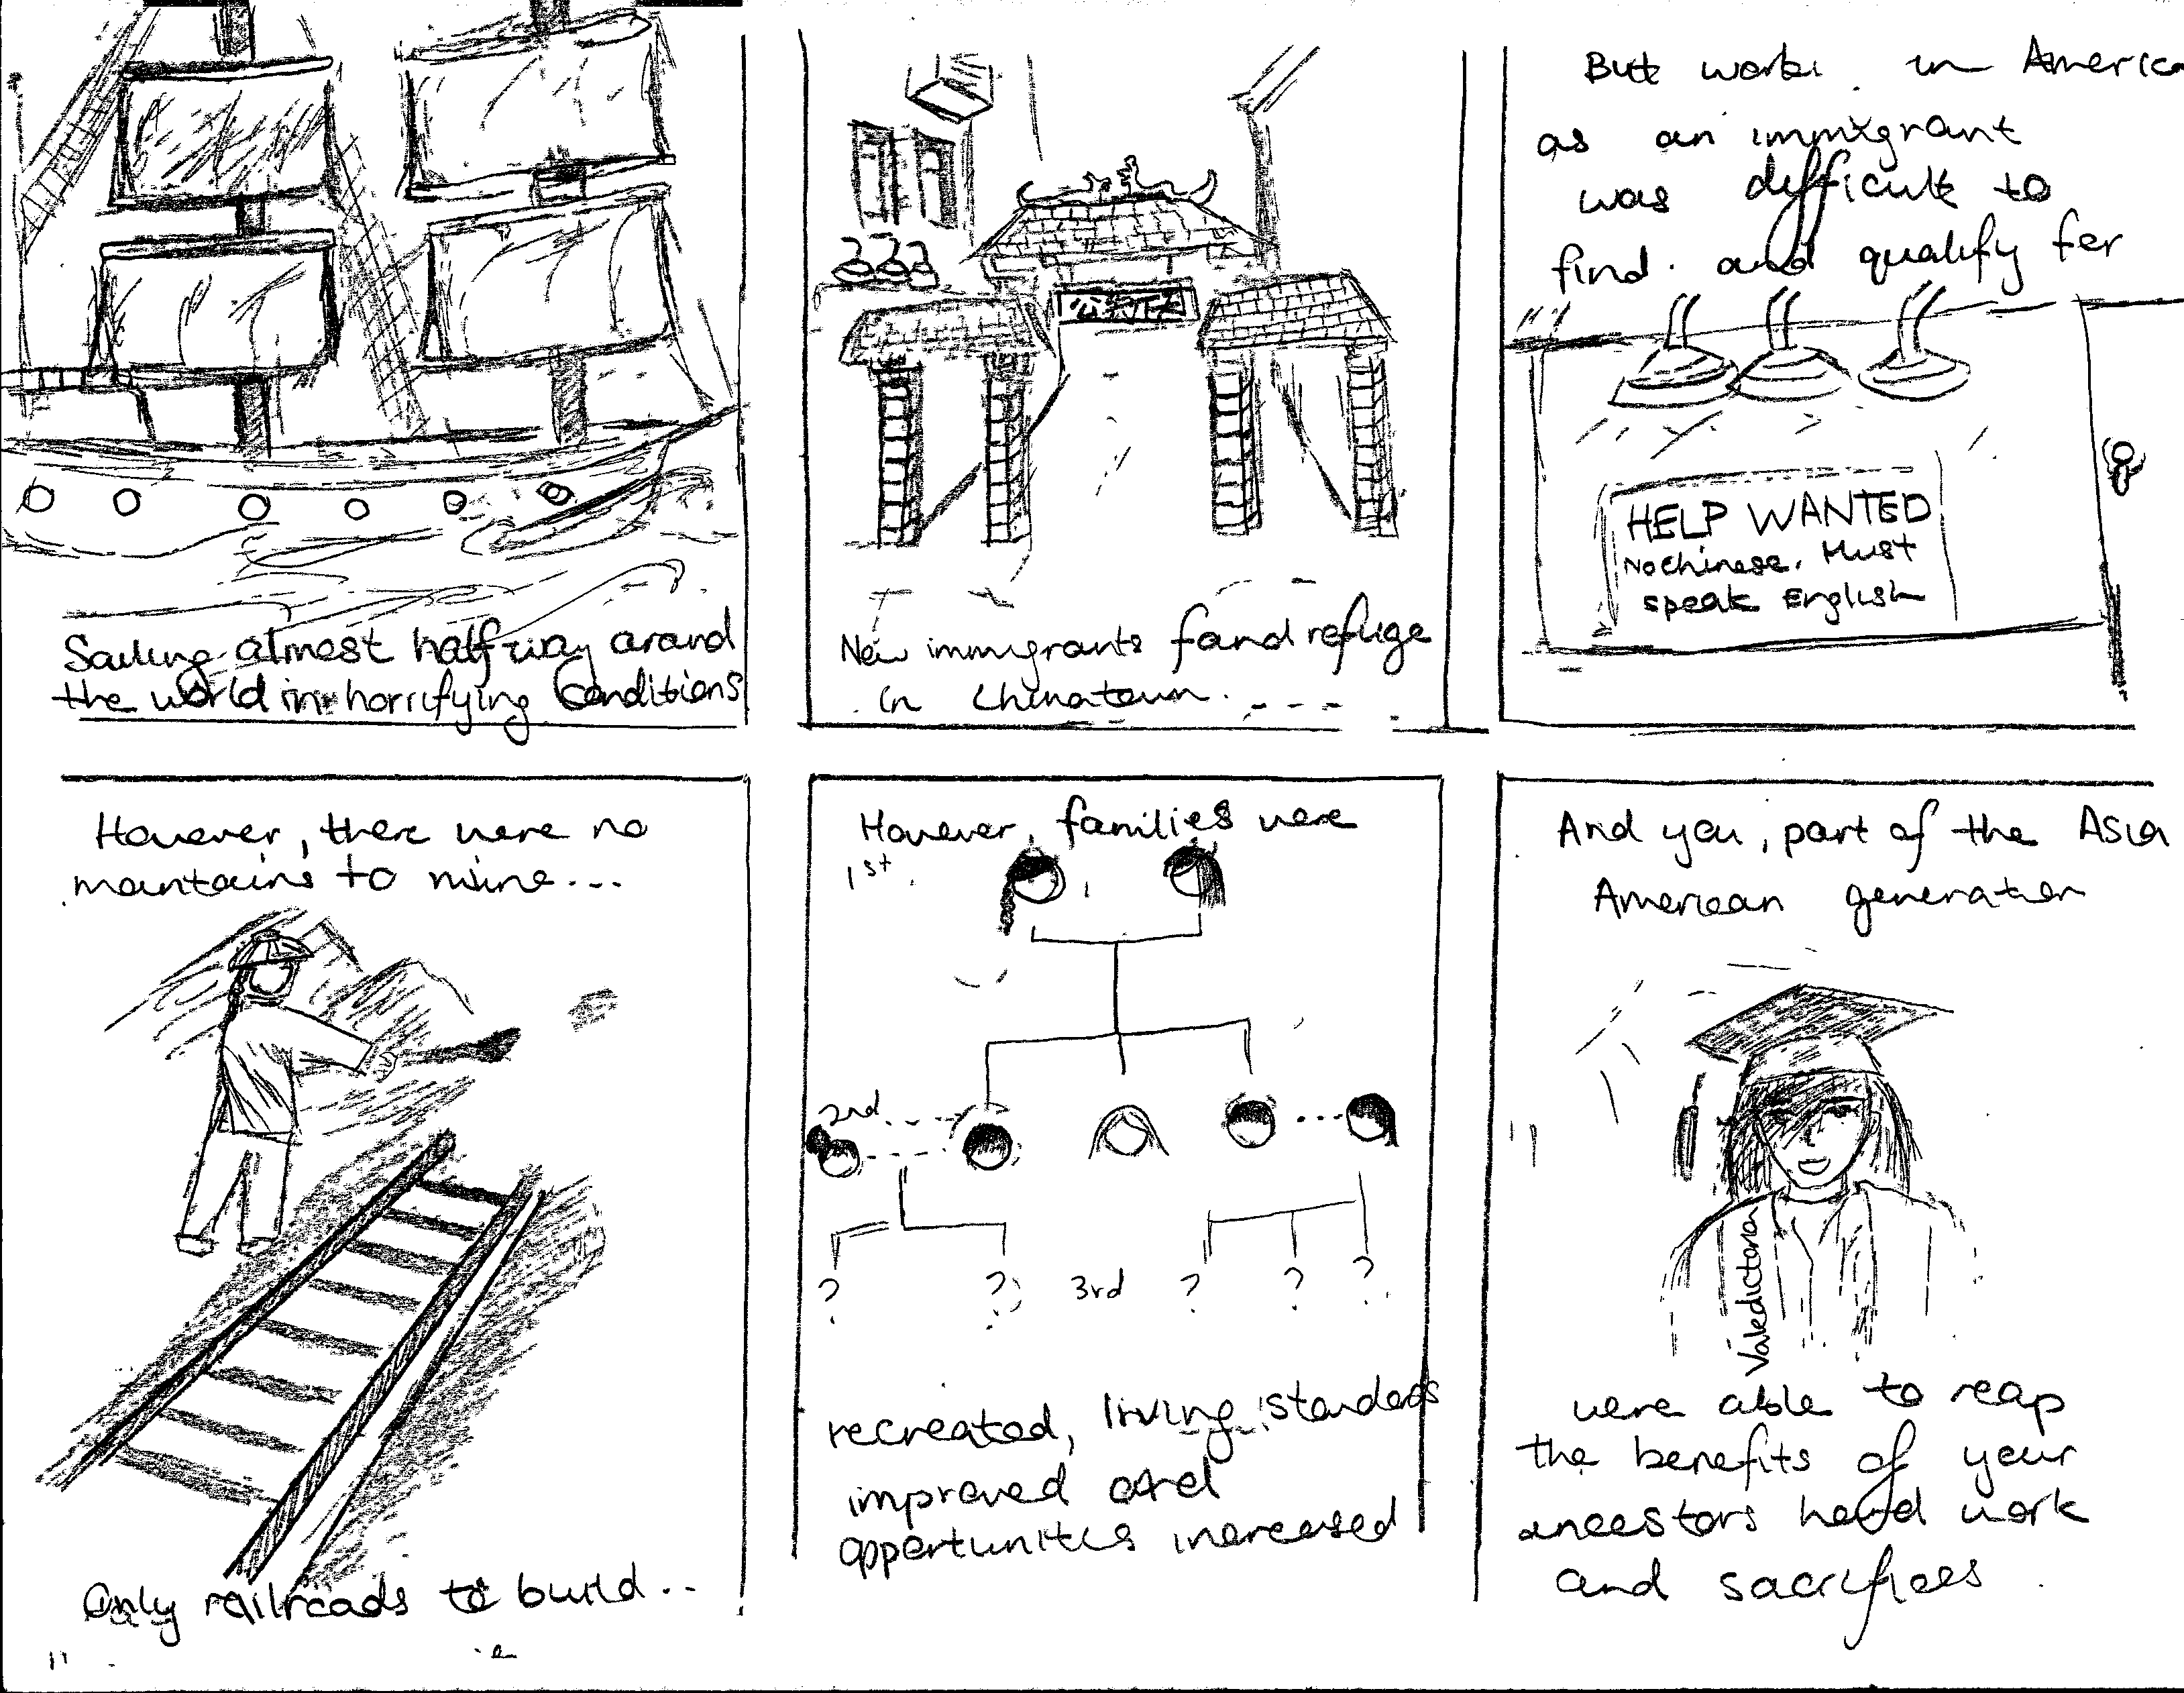 Sailing almost halfway around
the world in horrifying conditions
New immigrants found refuge
in Chinatown.
But work in America
as an immigrant
was difficult to
find and qualify for
HELP WANTED
No Chinese. Must
speak English
However, there were no
mountains to mine...
Only railroads to build..
However, families were
1st
2nd
? ? 3rd ? ? ?
recreated, living standards
improved and
opportunities increased
And you, part of the Asia
American generation
Valedictorian
were able to reap
the benefits of your
ancestors hard work
and sacrifices